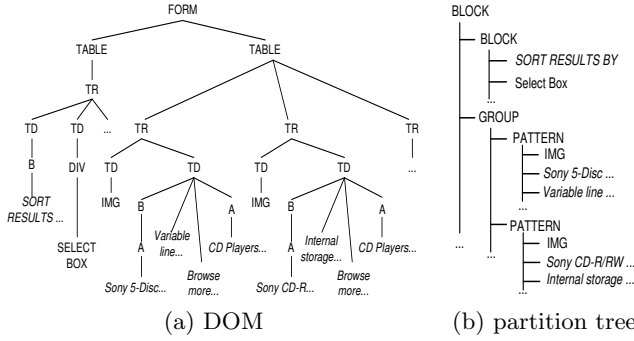 FORM
TABLE TABLE
TR
TD TD ...
B DIV
SORT
RESULTS ...
SELECT
BOX
TR TR TR
TD TD TD TD ...
IMG B A IMG B A
Variable
line...
Internal
storage...
A CD Players... A CD Players...
Sony 5-Disc... Browse
more...
Sony CD-R... Browse
more...
(a) DOM
BLOCK
BLOCK
SORT RESULTS BY
Select Box
...
GROUP
PATTERN
IMG
Sony 5-Disc ...
Variable line ...
...
PATTERN
IMG
Sony CD-R/RW ...
Internal storage ...
...
...
...
(b) partition tree